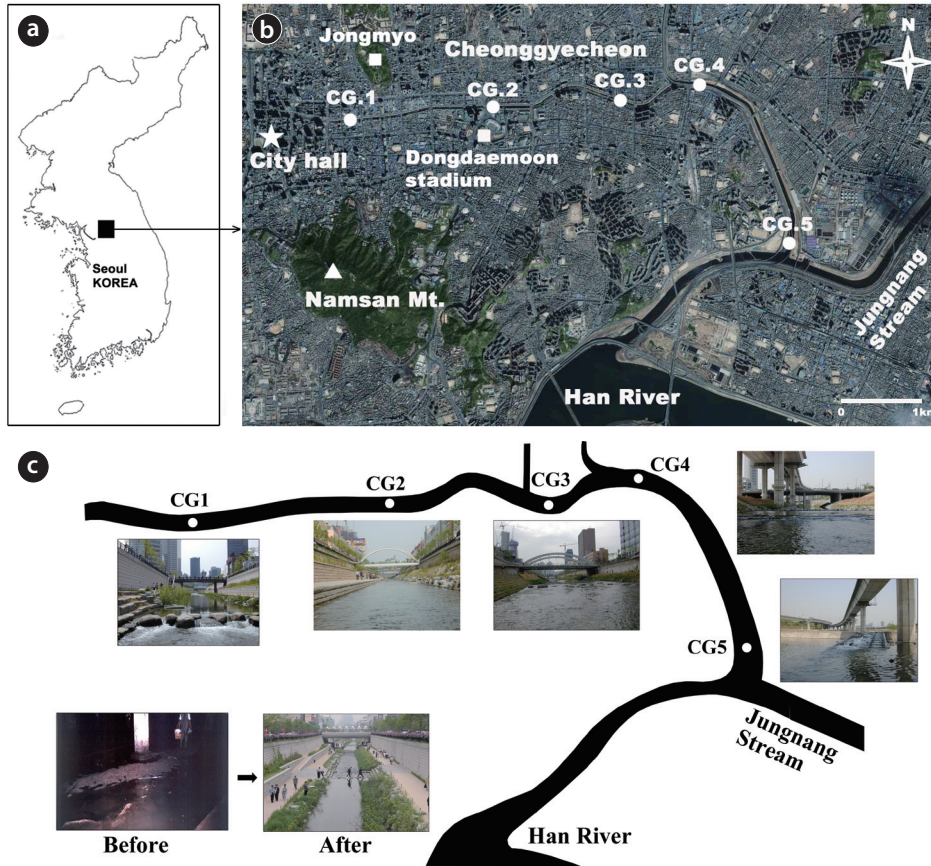 a
Seoul
KOREA
b
Jongmyo
Cheonggyecheon
N
CG.1
CG.2
CG.3
CG.4
City hall
Dongdaemoon
stadium
CG.5
Namsan Mt.
Jungnang
Stream
Han River
0 1km
c
CG1
CG2
CG3
CG4
CG5
Jungnang
Stream
Han River
Before
After